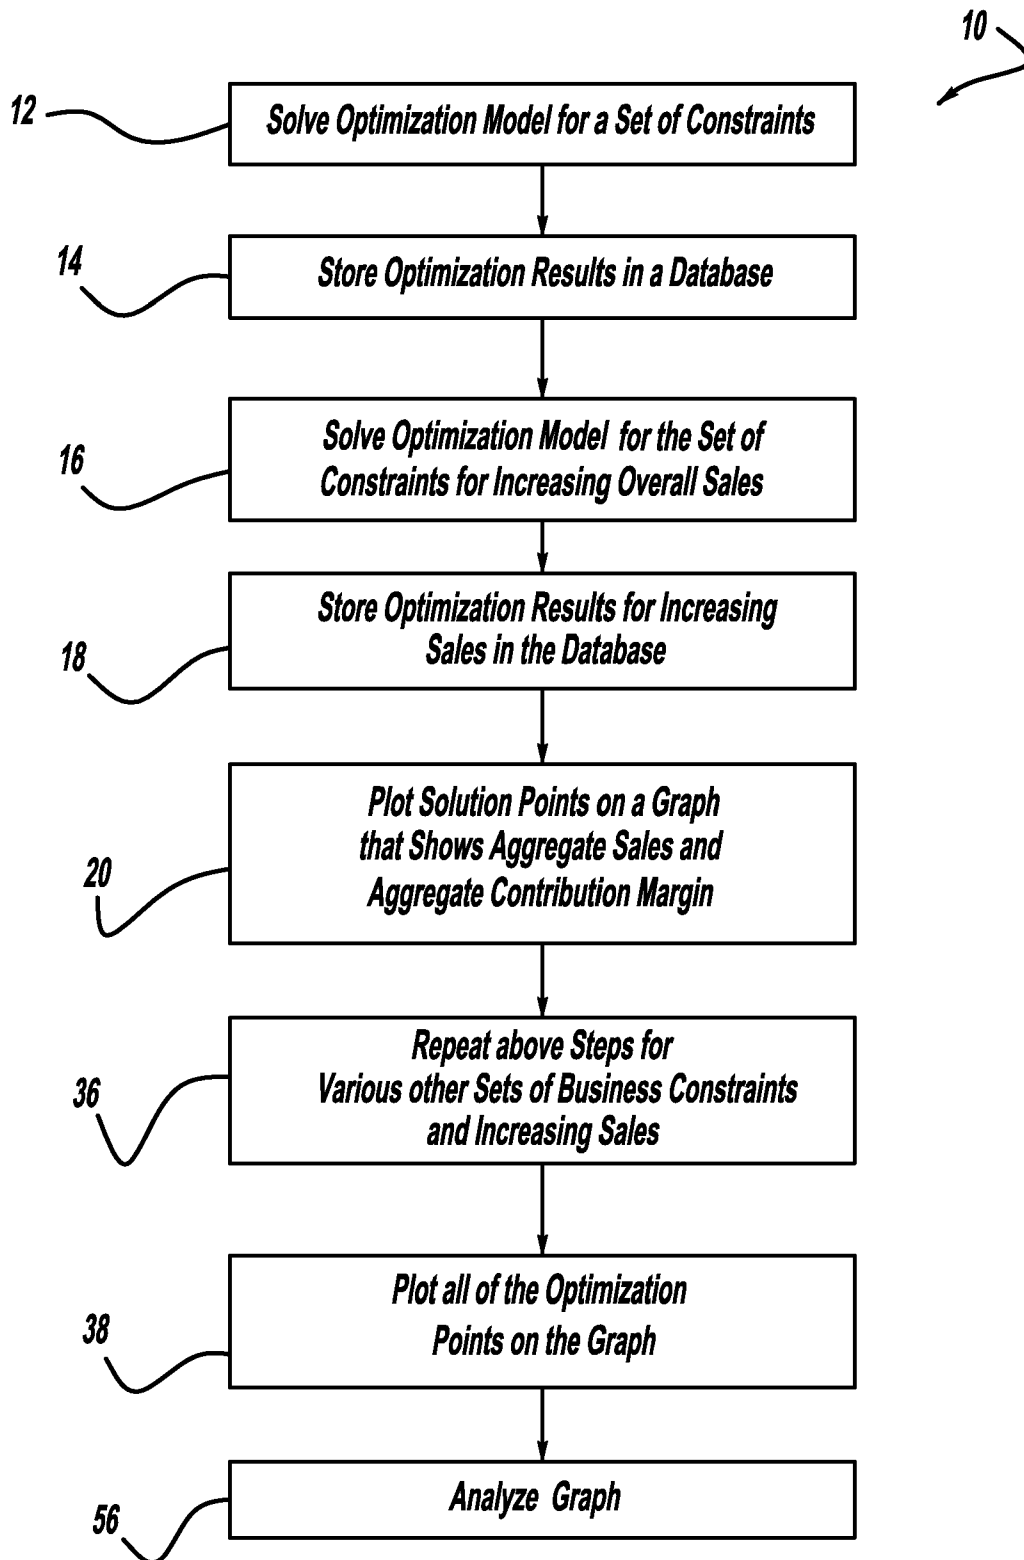 10
12
Solve Optimization Model for a Set of Constraints
14
Store Optimization Results in a Database
16
Solve Optimization Model for the Set of
Constraints for Increasing Overall Sales
18
Store Optimization Results for Increasing
Sales in the Database
20
Plot Solution Points on a Graph
that Shows Aggregate Sales and
Aggregate Contribution Margin
36
Repeat above Steps for
Various other Sets of Business Constraints
and Increasing Sales
38
Plot all of the Optimization
Points on the Graph
56
Analyze Graph